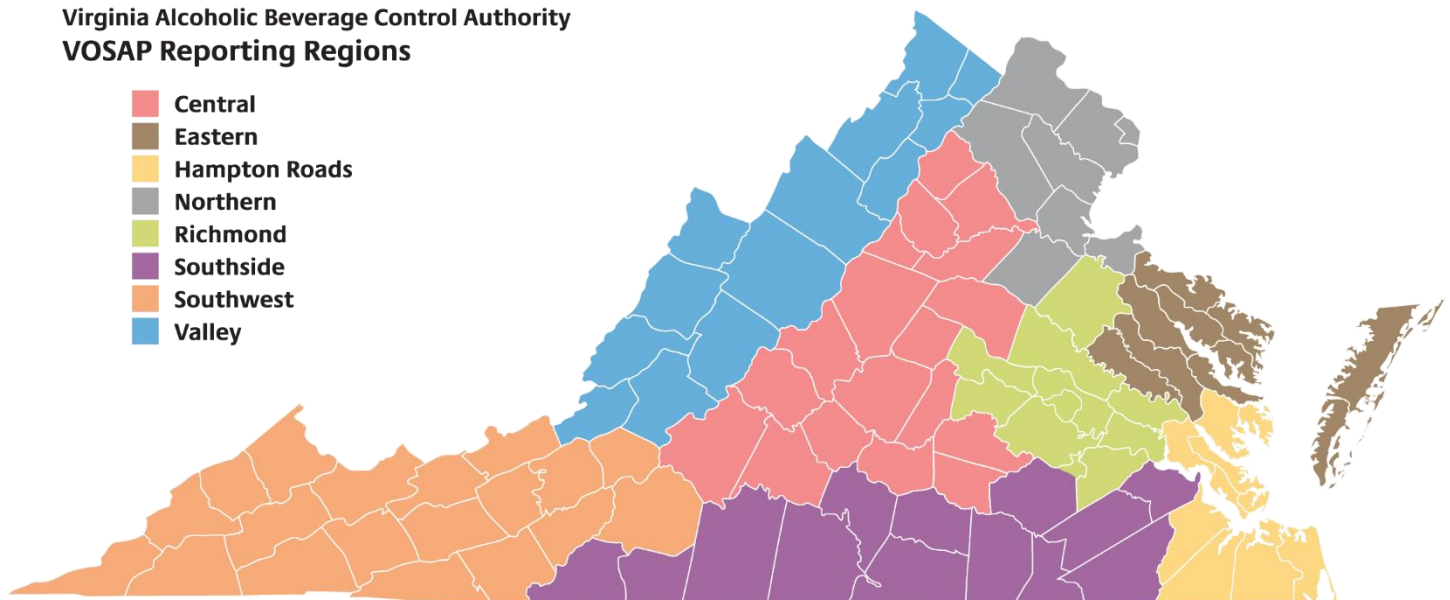 Virginia Alcoholic Beverage Control Authority
VOSAP Reporting Regions
Central
Eastern
Hampton Roads
Northern
Richmond
Southside
Southwest
Valley